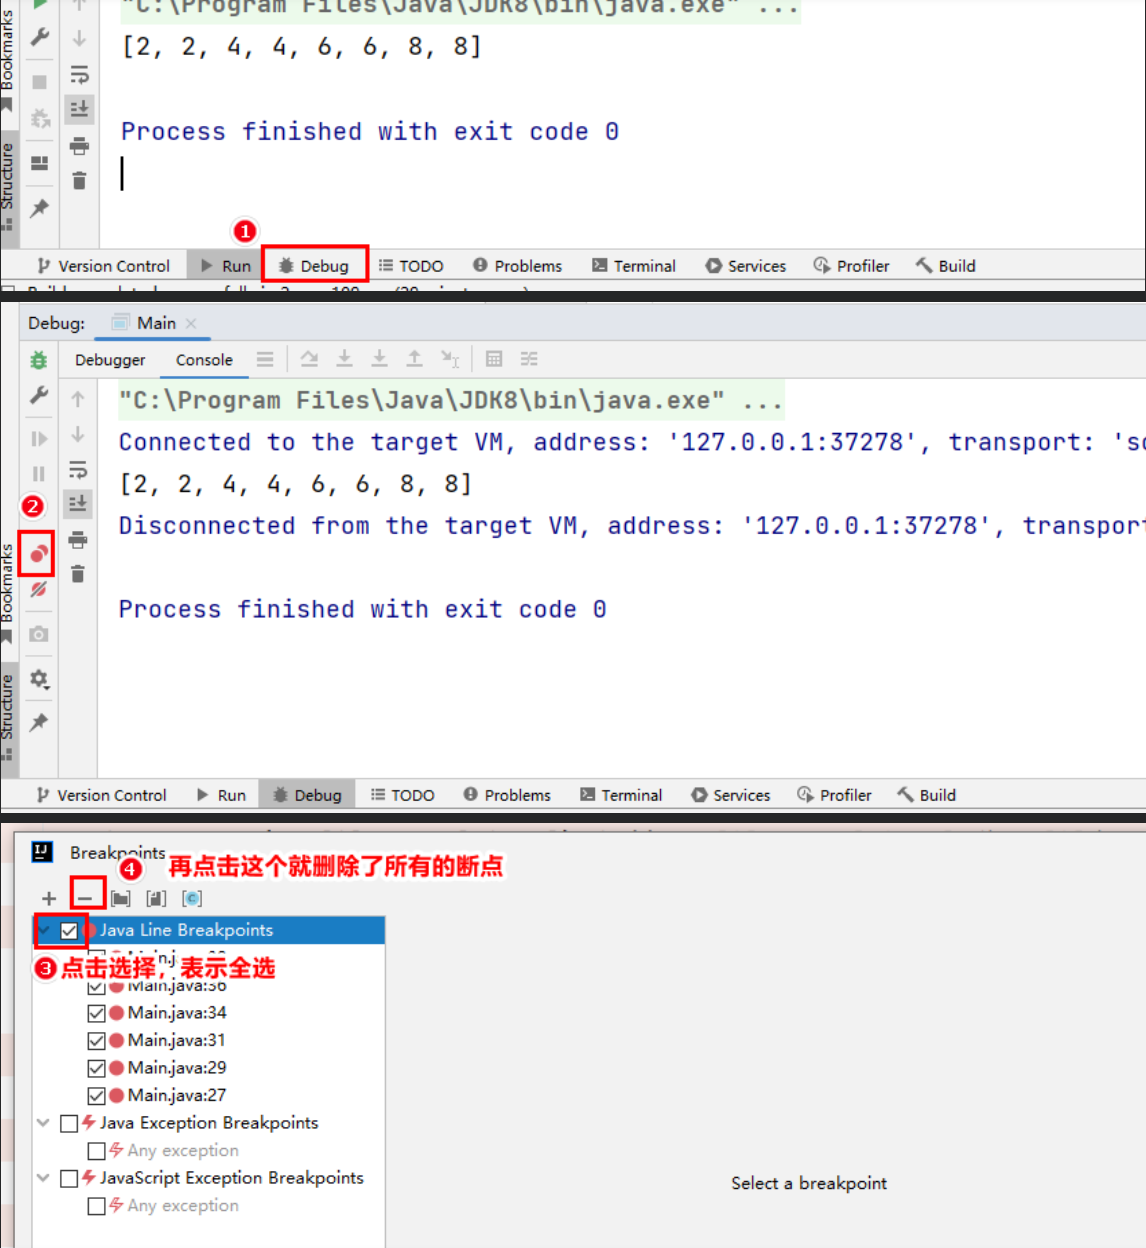 "C:\Program Files\Java\JDK8\bin\java.exe" ...
[2, 2, 4, 4, 6, 6, 8, 8]
Process finished with exit code 0
Bookmarks
Structure
1
Version Control Run Debug TODO Problems Terminal Services Profiler Build
Debug: Main
Debugger Console
"C:\Program Files\Java\JDK8\bin\java.exe" ...
Connected to the target VM, address: '127.0.0.1:37278', transport: 'so
[2, 2, 4, 4, 6, 6, 8, 8]
2
Disconnected from the target VM, address: '127.0.0.1:37278', transport
Process finished with exit code 0
Bookmarks
Structure
Version Control Run Debug TODO Problems Terminal Services Profiler Build
IJ Breakpoints
4 再点击这个就删除了所有的断点
Java Line Breakpoints
3 点击选择，表示全选
Main.java:36
Main.java:34
Main.java:31
Main.java:29
Main.java:27
Java Exception Breakpoints
Any exception
JavaScript Exception Breakpoints
Any exception
Select a breakpoint